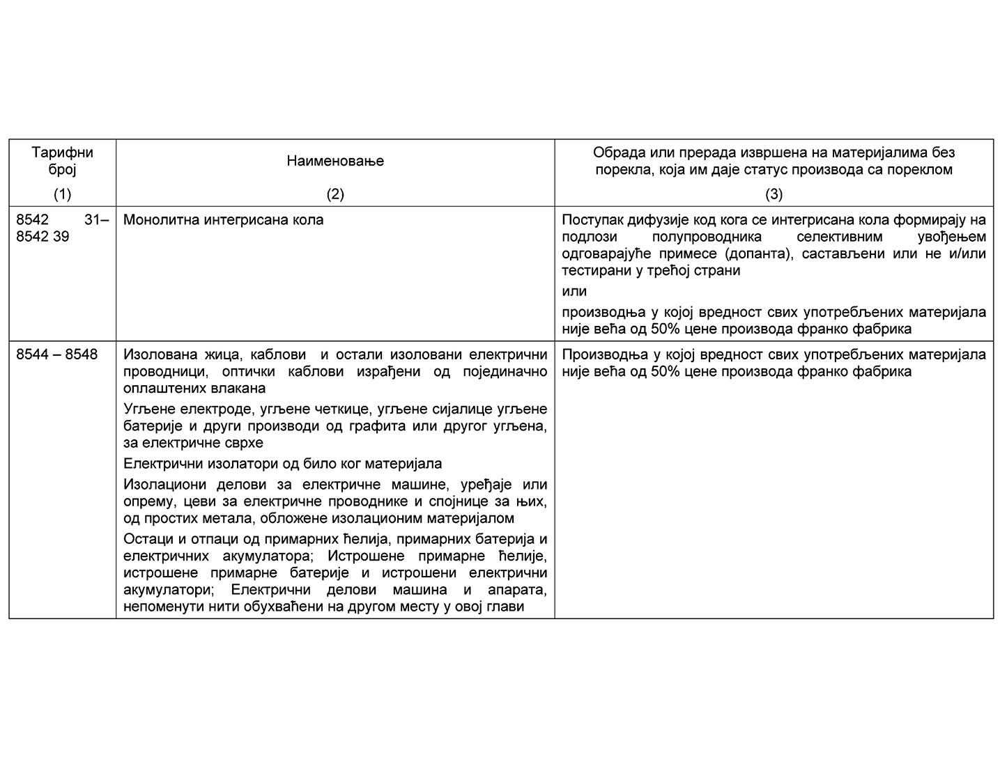 Тарифни
број
(1)
Наименовање
(2)
Обрада или прерада извршена на материјалима без
порекла, која им даје статус производа са пореклом
(3)
8542 31–
8542 39
Монолитна интегрисана кола
Поступак дифузије код кога се интегрисана кола формирају на
подлози полупроводника селективним увођењем
одговарајуће примесе (допанта), састављени или не и/или
тестирани у трећој страни
или
производња у којој вредност свих употребљених материјала
није већа од 50% цене производа франко фабрика
8544 – 8548
Изолована жица, каблови и остали изоловани електрични
проводници, оптички каблови израђени од појединачно
оплаштених влакана
Угљене електроде, угљене четкице, угљене сијалице угљене
батерије и други производи од графита или другог угљена,
за електричне сврхе
Електрични изолатори од било ког материјала
Изолациони делови за електричне машине, уређаје или
опрему, цеви за електричне проводнике и спојнице за њих,
од простих метала, обложене изолационим материјалом
Остаци и отпаци од примарних ћелија, примарних батерија и
електричних акумулатора; Истрошене примарне ћелије,
истрошене примарне батерије и истрошени електрични
акумулатори; Електрични делови машина и апарата,
непоменути нити обухваћени на другом месту у овој глави
Производња у којој вредност свих употребљених материјала
није већа од 50% цене производа франко фабрика